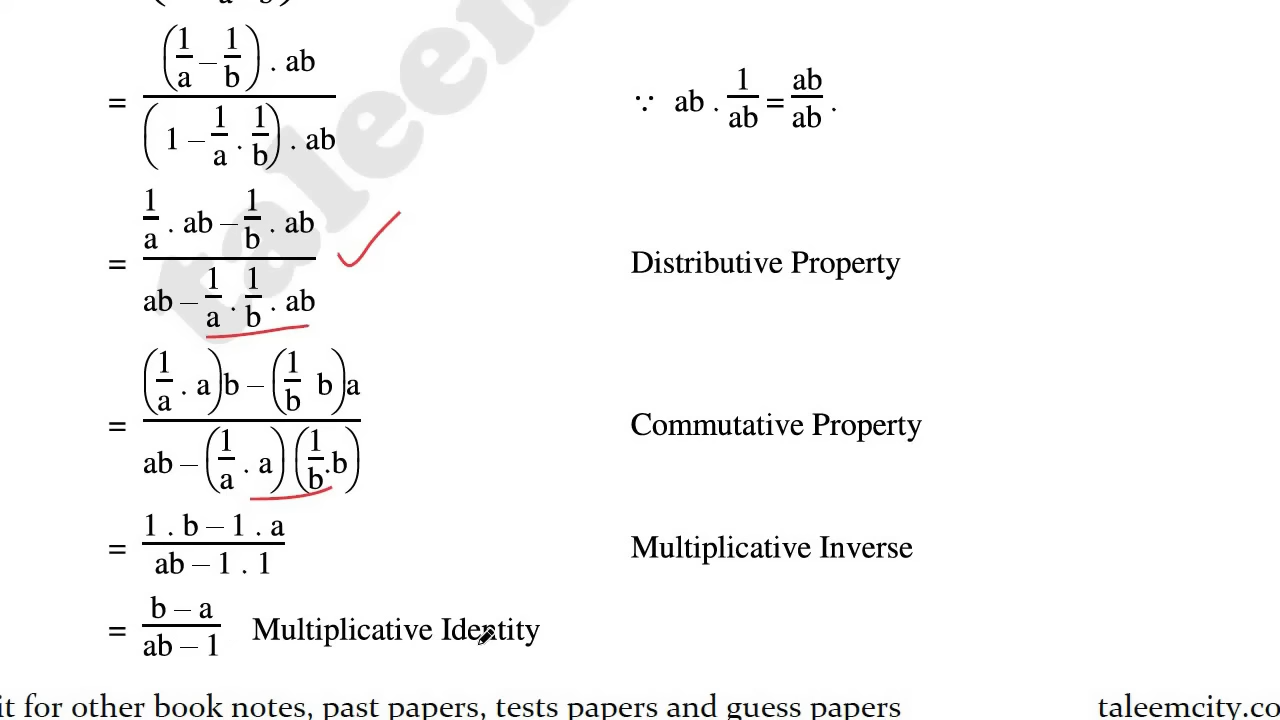 = ((1/a – 1/b) . ab) / ((1 – 1/a . 1/b) . ab)    ∵ ab . 1/ab = ab/ab .
= (1/a . ab – 1/b . ab) / (ab – 1/a . 1/b . ab)    Distributive Property
= ((1/a . a)b – (1/b b)a) / (ab – (1/a . a) (1/b.b))    Commutative Property
= (1 . b – 1 . a) / (ab – 1 . 1)    Multiplicative Inverse
= (b – a) / (ab – 1)    Multiplicative Identity
it for other book notes, past papers, tests papers and guess papers    taleemcity.co
taleem